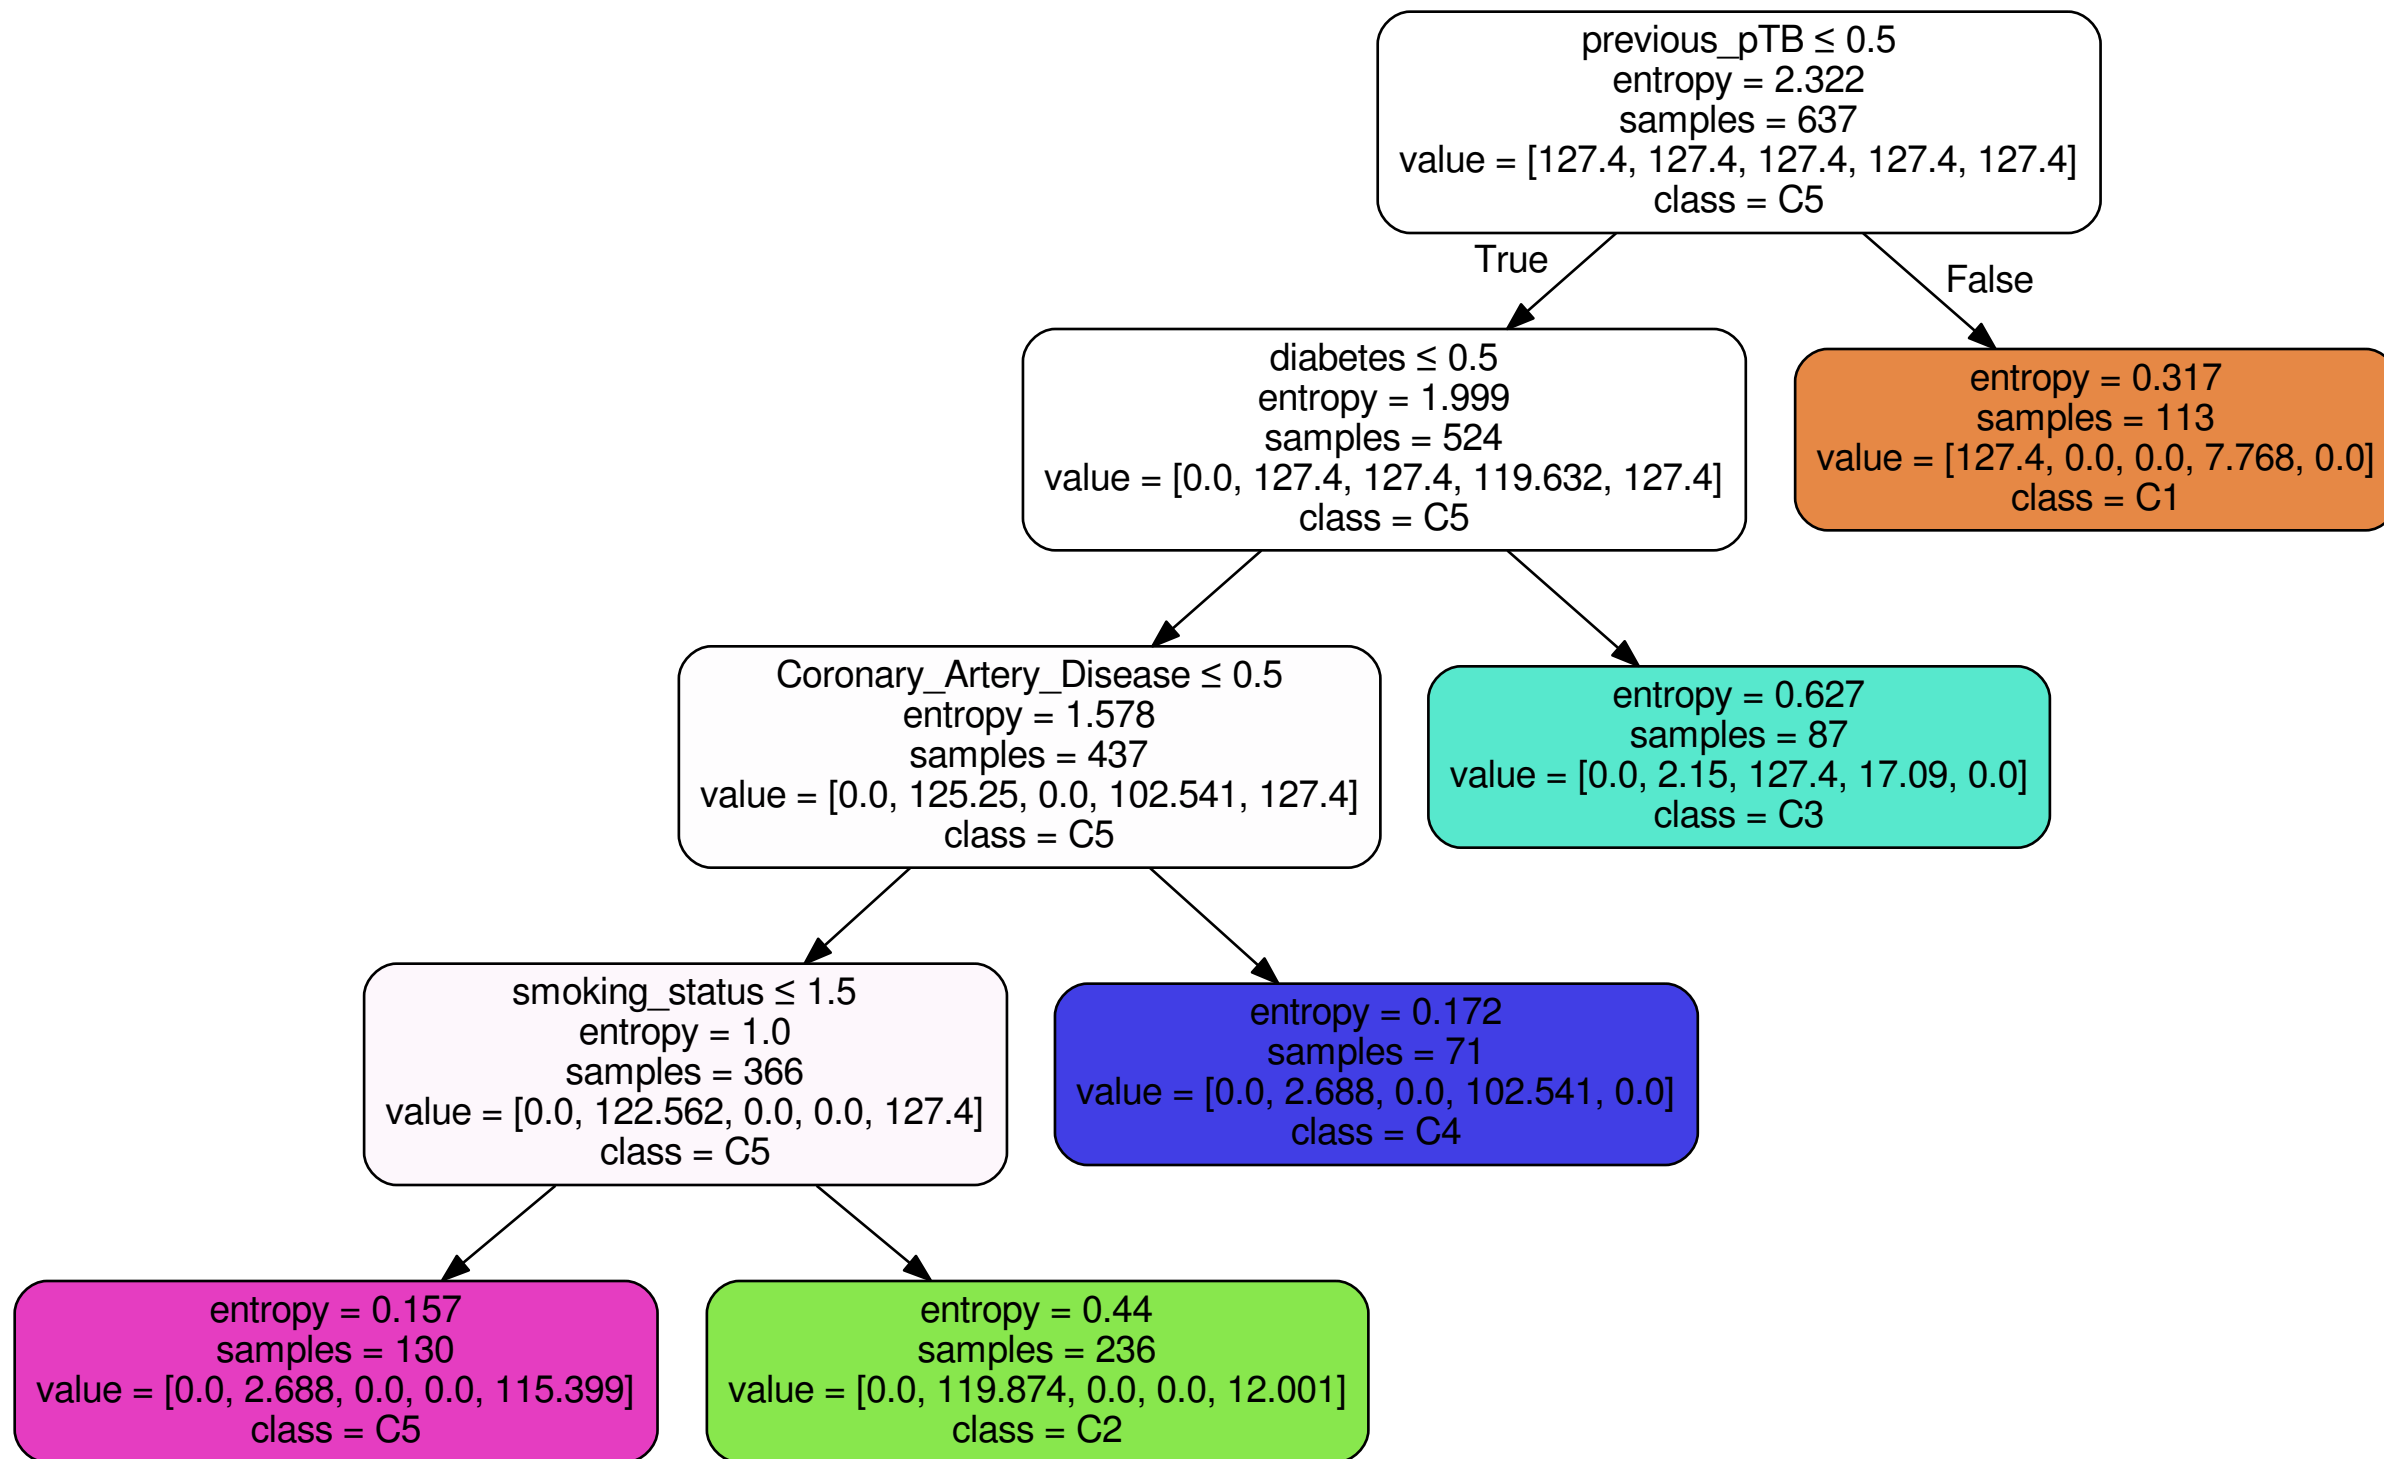 previous_pTB ≤ 0.5
entropy = 2.322
samples = 637
value = [127.4, 127.4, 127.4, 127.4, 127.4]
class = C5
True
False
diabetes ≤ 0.5
entropy = 1.999
samples = 524
value = [0.0, 127.4, 127.4, 119.632, 127.4]
class = C5
entropy = 0.317
samples = 113
value = [127.4, 0.0, 0.0, 7.768, 0.0]
class = C1
Coronary_Artery_Disease ≤ 0.5
entropy = 1.578
samples = 437
value = [0.0, 125.25, 0.0, 102.541, 127.4]
class = C5
entropy = 0.627
samples = 87
value = [0.0, 2.15, 127.4, 17.09, 0.0]
class = C3
smoking_status ≤ 1.5
entropy = 1.0
samples = 366
value = [0.0, 122.562, 0.0, 0.0, 127.4]
class = C5
entropy = 0.172
samples = 71
value = [0.0, 2.688, 0.0, 102.541, 0.0]
class = C4
entropy = 0.157
samples = 130
value = [0.0, 2.688, 0.0, 0.0, 115.399]
class = C5
entropy = 0.44
samples = 236
value = [0.0, 119.874, 0.0, 0.0, 12.001]
class = C2